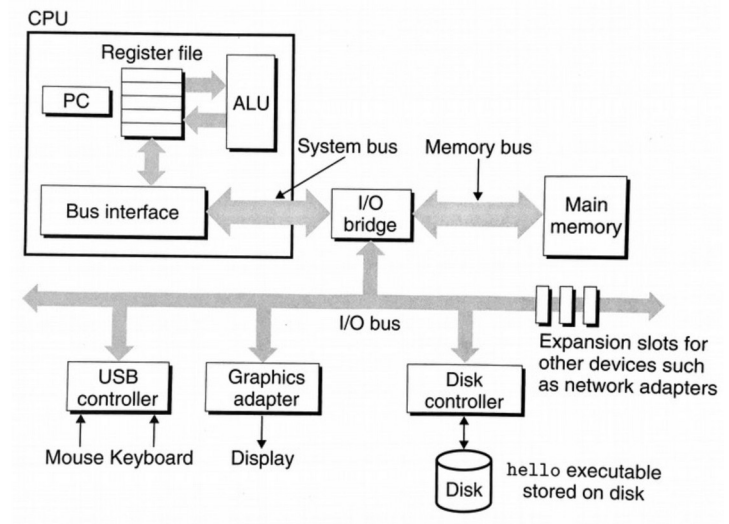 CPU
Register file
PC
ALU
System bus
Memory bus
Bus interface
I/O
bridge
Main
memory
I/O bus
Expansion slots for
other devices such
as network adapters
USB
controller
Graphics
adapter
Disk
controller
Mouse Keyboard
Display
Disk
hello executable
stored on disk